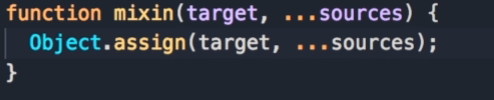 function mixin(target, ...sources) {
  Object.assign(target, ...sources);
}